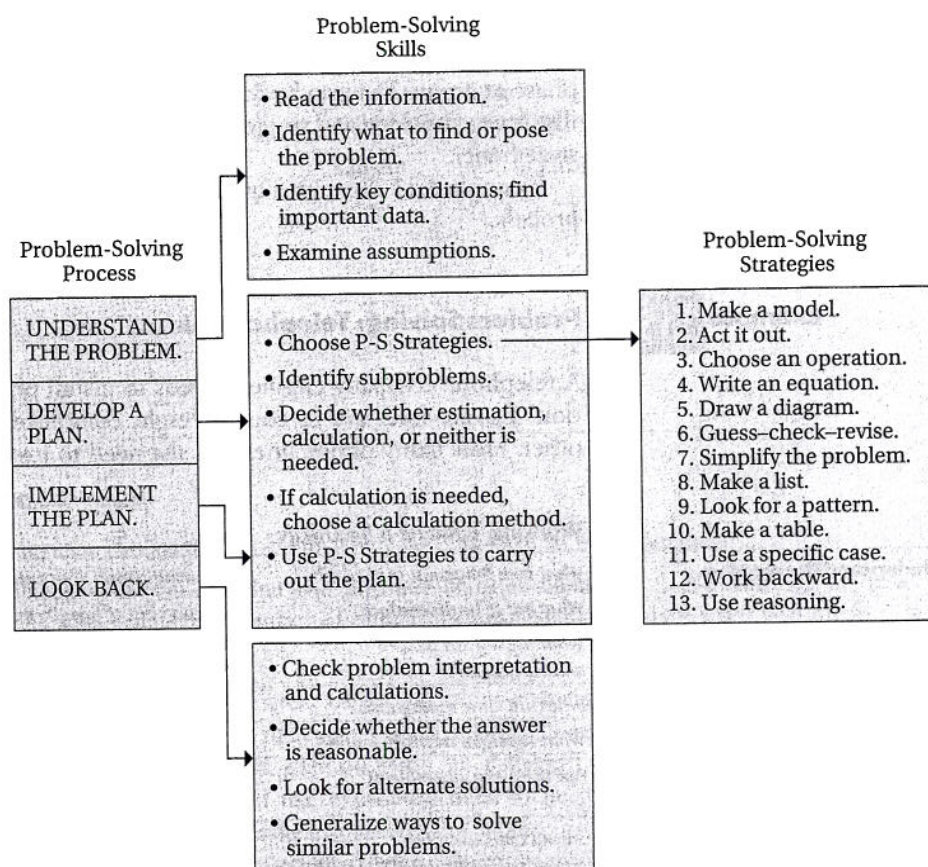 Problem-Solving
Skills
• Read the information.
• Identify what to find or pose
the problem.
• Identify key conditions; find
important data.
• Examine assumptions.
Problem-Solving
Process
UNDERSTAND
THE PROBLEM.
DEVELOP A
PLAN.
IMPLEMENT
THE PLAN.
LOOK BACK.
• Choose P-S Strategies.
• Identify subproblems.
• Decide whether estimation,
calculation, or neither is
needed.
• If calculation is needed,
choose a calculation method.
• Use P-S Strategies to carry
out the plan.
Problem-Solving
Strategies
1. Make a model.
2. Act it out.
3. Choose an operation.
4. Write an equation.
5. Draw a diagram.
6. Guess–check–revise.
7. Simplify the problem.
8. Make a list.
9. Look for a pattern.
10. Make a table.
11. Use a specific case.
12. Work backward.
13. Use reasoning.
• Check problem interpretation
and calculations.
• Decide whether the answer
is reasonable.
• Look for alternate solutions.
• Generalize ways to solve
similar problems.